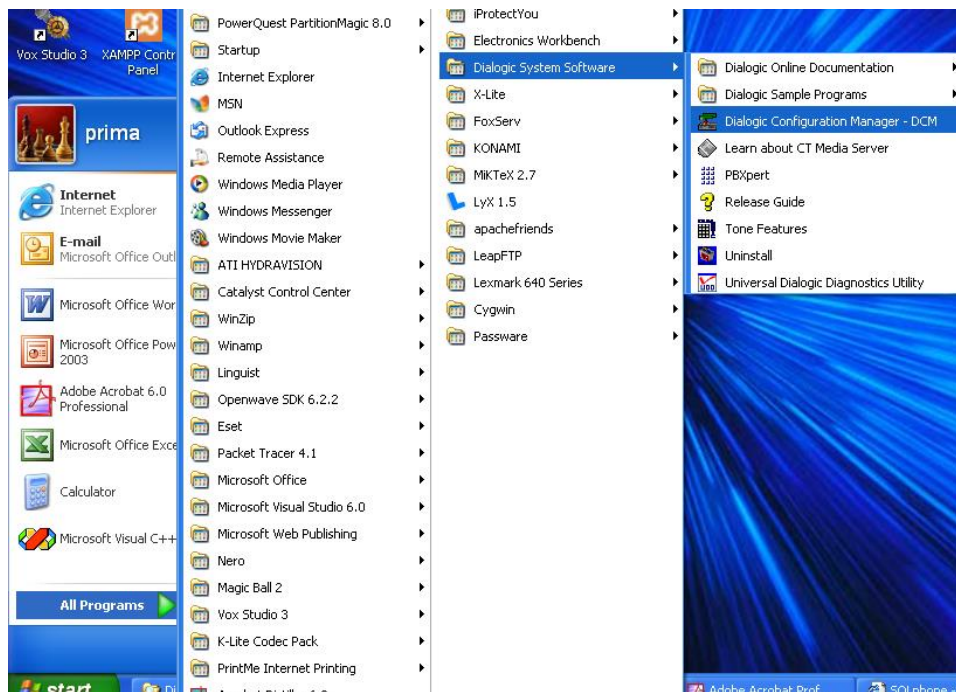 Vox Studio 3
XAMPP Contr
Panel
prima
Internet
Internet Explorer
E-mail
Microsoft Office Outl
Microsoft Office Wor
Microsoft Office Pow
2003
Adobe Acrobat 6.0
Professional
Microsoft Office Exce
Calculator
Microsoft Visual C++
All Programs
start
Di
PowerQuest PartitionMagic 8.0
Startup
Internet Explorer
MSN
Outlook Express
Remote Assistance
Windows Media Player
Windows Messenger
Windows Movie Maker
ATI HYDRAVISION
Catalyst Control Center
WinZip
Winamp
Linguist
Openwave SDK 6.2.2
Eset
Packet Tracer 4.1
Microsoft Office
Microsoft Visual Studio 6.0
Microsoft Web Publishing
Nero
Magic Ball 2
Vox Studio 3
K-Lite Codec Pack
PrintMe Internet Printing
iProtectYou
Electronics Workbench
Dialogic System Software
X-Lite
FoxServ
KONAMI
MiKTeX 2.7
LyX 1.5
apachefriends
LeapFTP
Lexmark 640 Series
Cygwin
Passware
Dialogic Online Documentation
Dialogic Sample Programs
Dialogic Configuration Manager - DCM
Learn about CT Media Server
PBXpert
Release Guide
Tone Features
Uninstall
Universal Dialogic Diagnostics Utility
Adobe Acrobat Prof
SQLphone